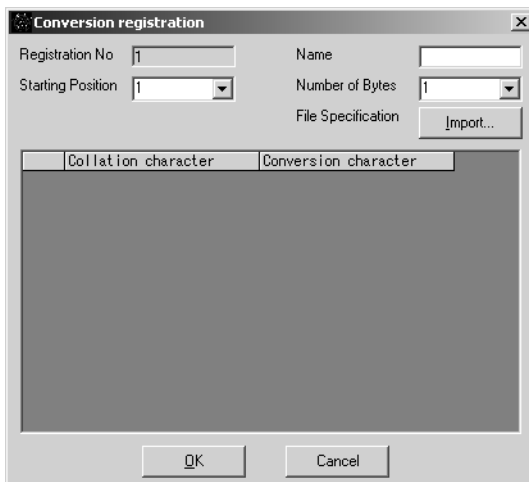 Conversion registration
Registration No 1 Name
Starting Position 1 Number of Bytes 1
File Specification Import...
Collation character Conversion character
OK Cancel